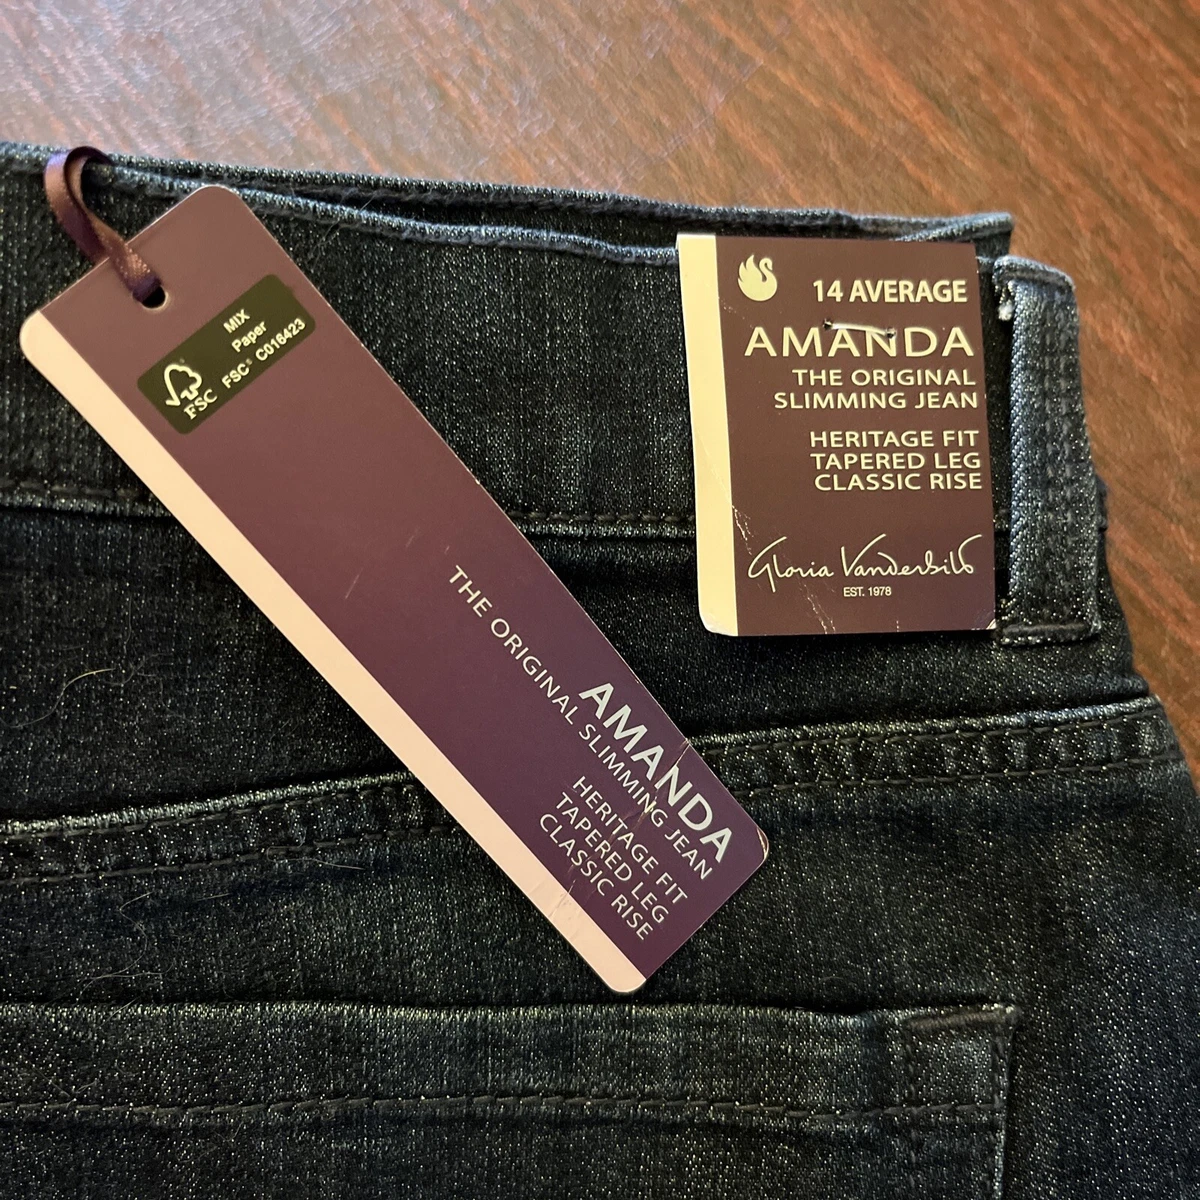 MIX
Paper
FSC® C016423
FSC
THE ORIGINAL SLIMMING JEAN
AMANDA
HERITAGE FIT
TAPERED LEG
CLASSIC RISE
14 AVERAGE
AMANDA
THE ORIGINAL
SLIMMING JEAN
HERITAGE FIT
TAPERED LEG
CLASSIC RISE
Gloria Vanderbilt
EST. 1978